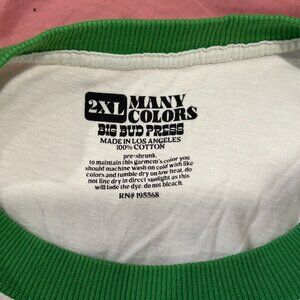 2XL MANY
COLORS
BIG BUD PRESS
MADE IN LOS ANGELES
100% COTTON
pre-shrunk
to maintain this garment's color you
should machine wash on cold with like
colors and tumble dry on low heat. do
not line dry in direct sunlight as this
will fade the dye. do not bleach.
RN# 195868